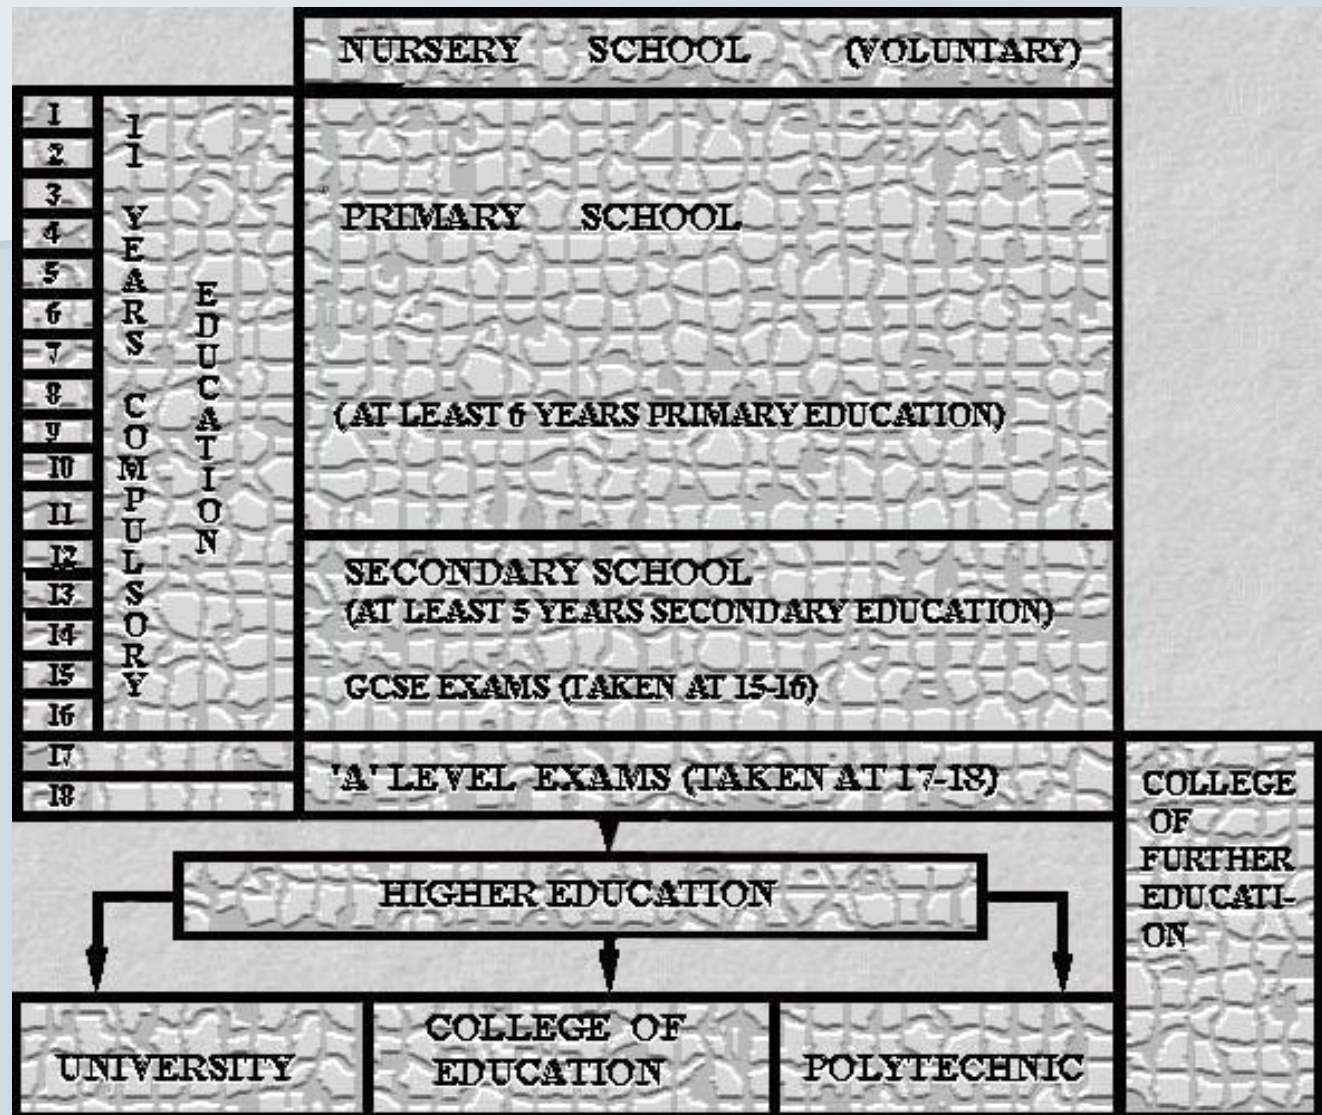 NURSERY SCHOOL (VOLUNTARY)
1
2
3
4
5
6
7
8
9
10
11
12
13
14
15
16
17
18
11 YEARS COMPULSORY
EDUCATION
PRIMARY SCHOOL
(AT LEAST 6 YEARS PRIMARY EDUCATION)
SECONDARY SCHOOL
(AT LEAST 5 YEARS SECONDARY EDUCATION)
GCSE EXAMS (TAKEN AT 15-16)
'A' LEVEL EXAMS (TAKEN AT 17-18)
COLLEGE
OF
FURTHER
EDUCATI-
ON
HIGHER EDUCATION
UNIVERSITY
COLLEGE OF
EDUCATION
POLYTECHNIC